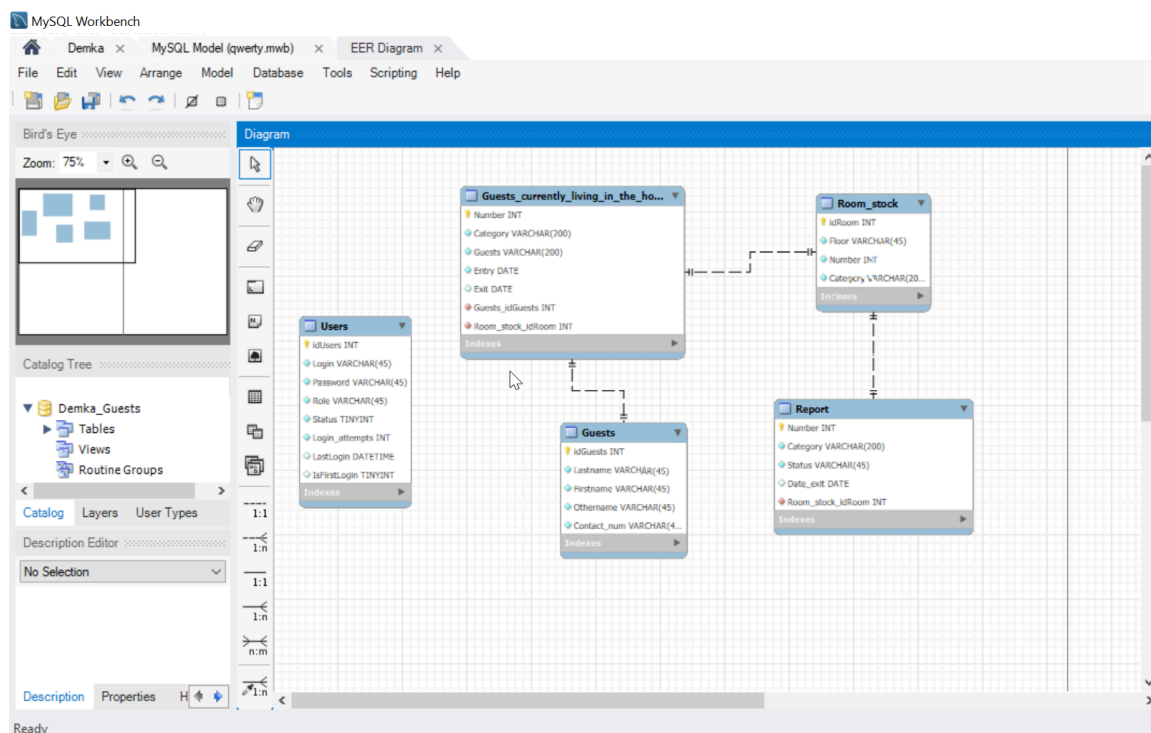 MySQL Workbench
Demka
MySQL Model (qwerty.mwb)
EER Diagram
File Edit View Arrange Model Database Tools Scripting Help
Bird's Eye
Zoom: 75%
Catalog Tree
Demka_Guests
Tables
Views
Routine Groups
Catalog Layers User Types
Description Editor
No Selection
Description Properties H
Ready
Diagram
1:1
1:n
1:1
1:n
n:m
1:n
Users
idUsers INT
Login VARCHAR(45)
Password VARCHAR(45)
Role VARCHAR(45)
Status TINYINT
Login_attempts INT
LastLogin DATETIME
IsFirstLogin TINYINT
Indexes
Guests_currently_living_in_the_ho...
Number INT
Category VARCHAR(200)
Guests VARCHAR(200)
Entry DATE
Exit DATE
Guests_idGuests INT
Room_stock_idRoom INT
Indexes
Guests
idGuests INT
Lastname VARCHAR(45)
Firstname VARCHAR(45)
Othername VARCHAR(45)
Contact_num VARCHAR(4...
Indexes
Room_stock
idRoom INT
Floor VARCHAR(45)
Number INT
Category VARCHAR(20...
Indexes
Report
Number INT
Category VARCHAR(200)
Status VARCHAR(45)
Date_exit DATE
Room_stock_idRoom INT
Indexes